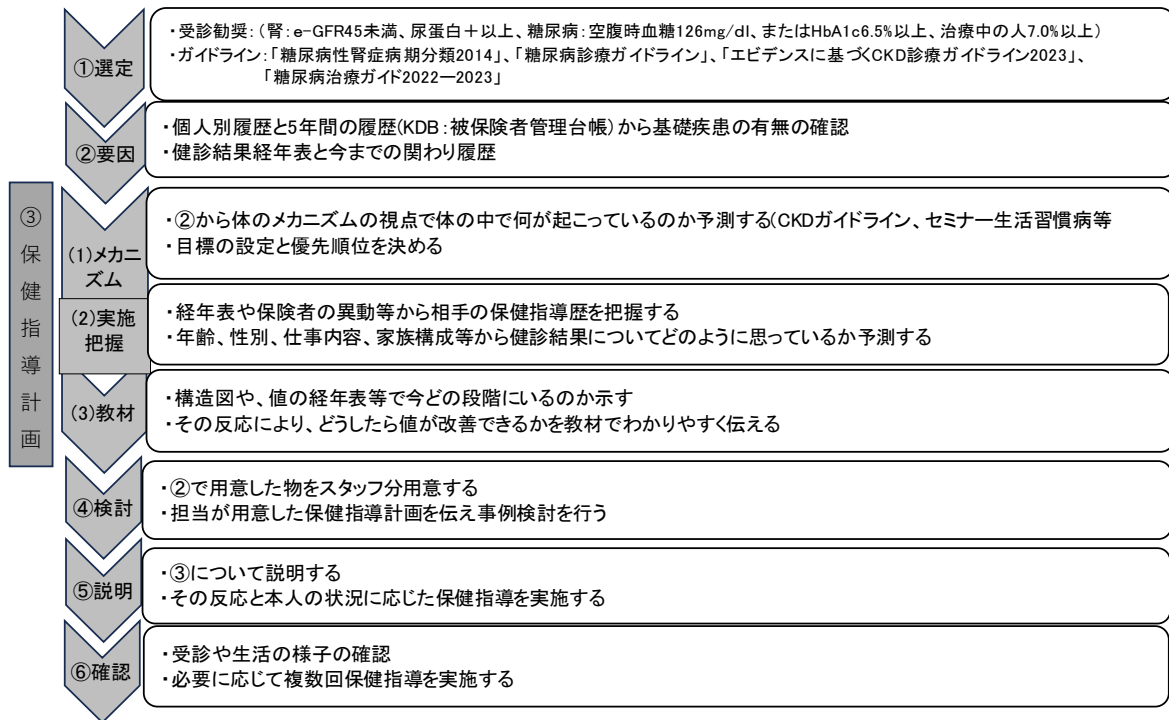 ①選定
・受診勧奨：（腎：e-GFR45未満、尿蛋白＋以上、糖尿病：空腹時血糖126mg/dl、またはHbA1c6.5%以上、治療中の人7.0%以上）
・ガイドライン：「糖尿病性腎症病期分類2014」、「糖尿病診療ガイドライン」、「エビデンスに基づくCKD診療ガイドライン2023」、
「糖尿病治療ガイド2022ー2023」
②要因
・個人別履歴と5年間の履歴(KDB：被保険者管理台帳）から基礎疾患の有無の確認
・健診結果経年表と今までの関わり履歴
③保健指導計画
(1)メカニ
ズム
・②から体のメカニズムの視点で体の中で何が起こっているのか予測する(CKDガイドライン、セミナー生活習慣病等
・目標の設定と優先順位を決める
(2)実施
把握
・経年表や保険者の異動等から相手の保健指導歴を把握する
・年齢、性別、仕事内容、家族構成等から健診結果についてどのように思っているか予測する
(3)教材
・構造図や、値の経年表等で今どの段階にいるのか示す
・その反応により、どうしたら値が改善できるかを教材でわかりやすく伝える
④検討
・②で用意した物をスタッフ分用意する
・担当が用意した保健指導計画を伝え事例検討を行う
⑤説明
・③について説明する
・その反応と本人の状況に応じた保健指導を実施する
⑥確認
・受診や生活の様子の確認
・必要に応じて複数回保健指導を実施する